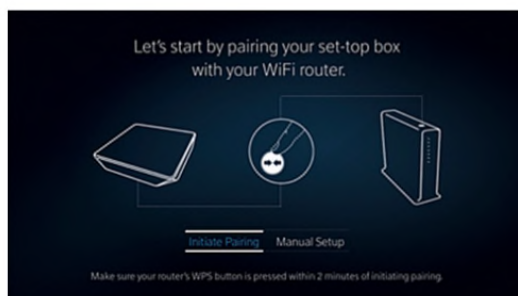 Let's start by pairing your set-top box
with your WiFi router.
Initiate Pairing Manual Setup
Make sure your router's WPS button is pressed within 2 minutes of initiating pairing.